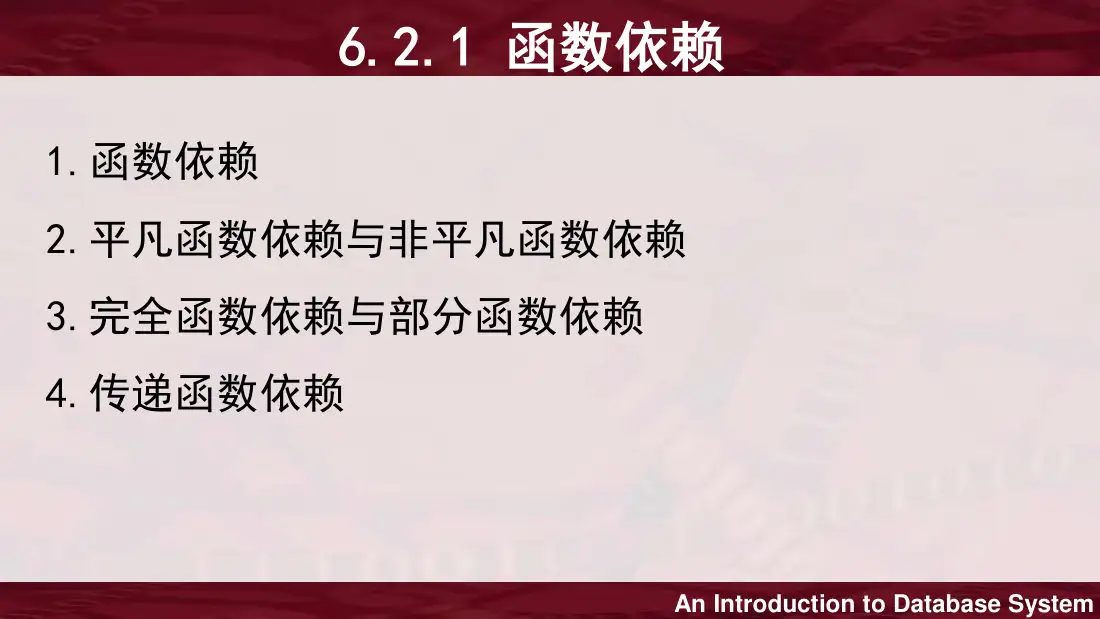 6.2.1 函数依赖
1.函数依赖
2.平凡函数依赖与非平凡函数依赖
3.完全函数依赖与部分函数依赖
4.传递函数依赖
An Introduction to Database System